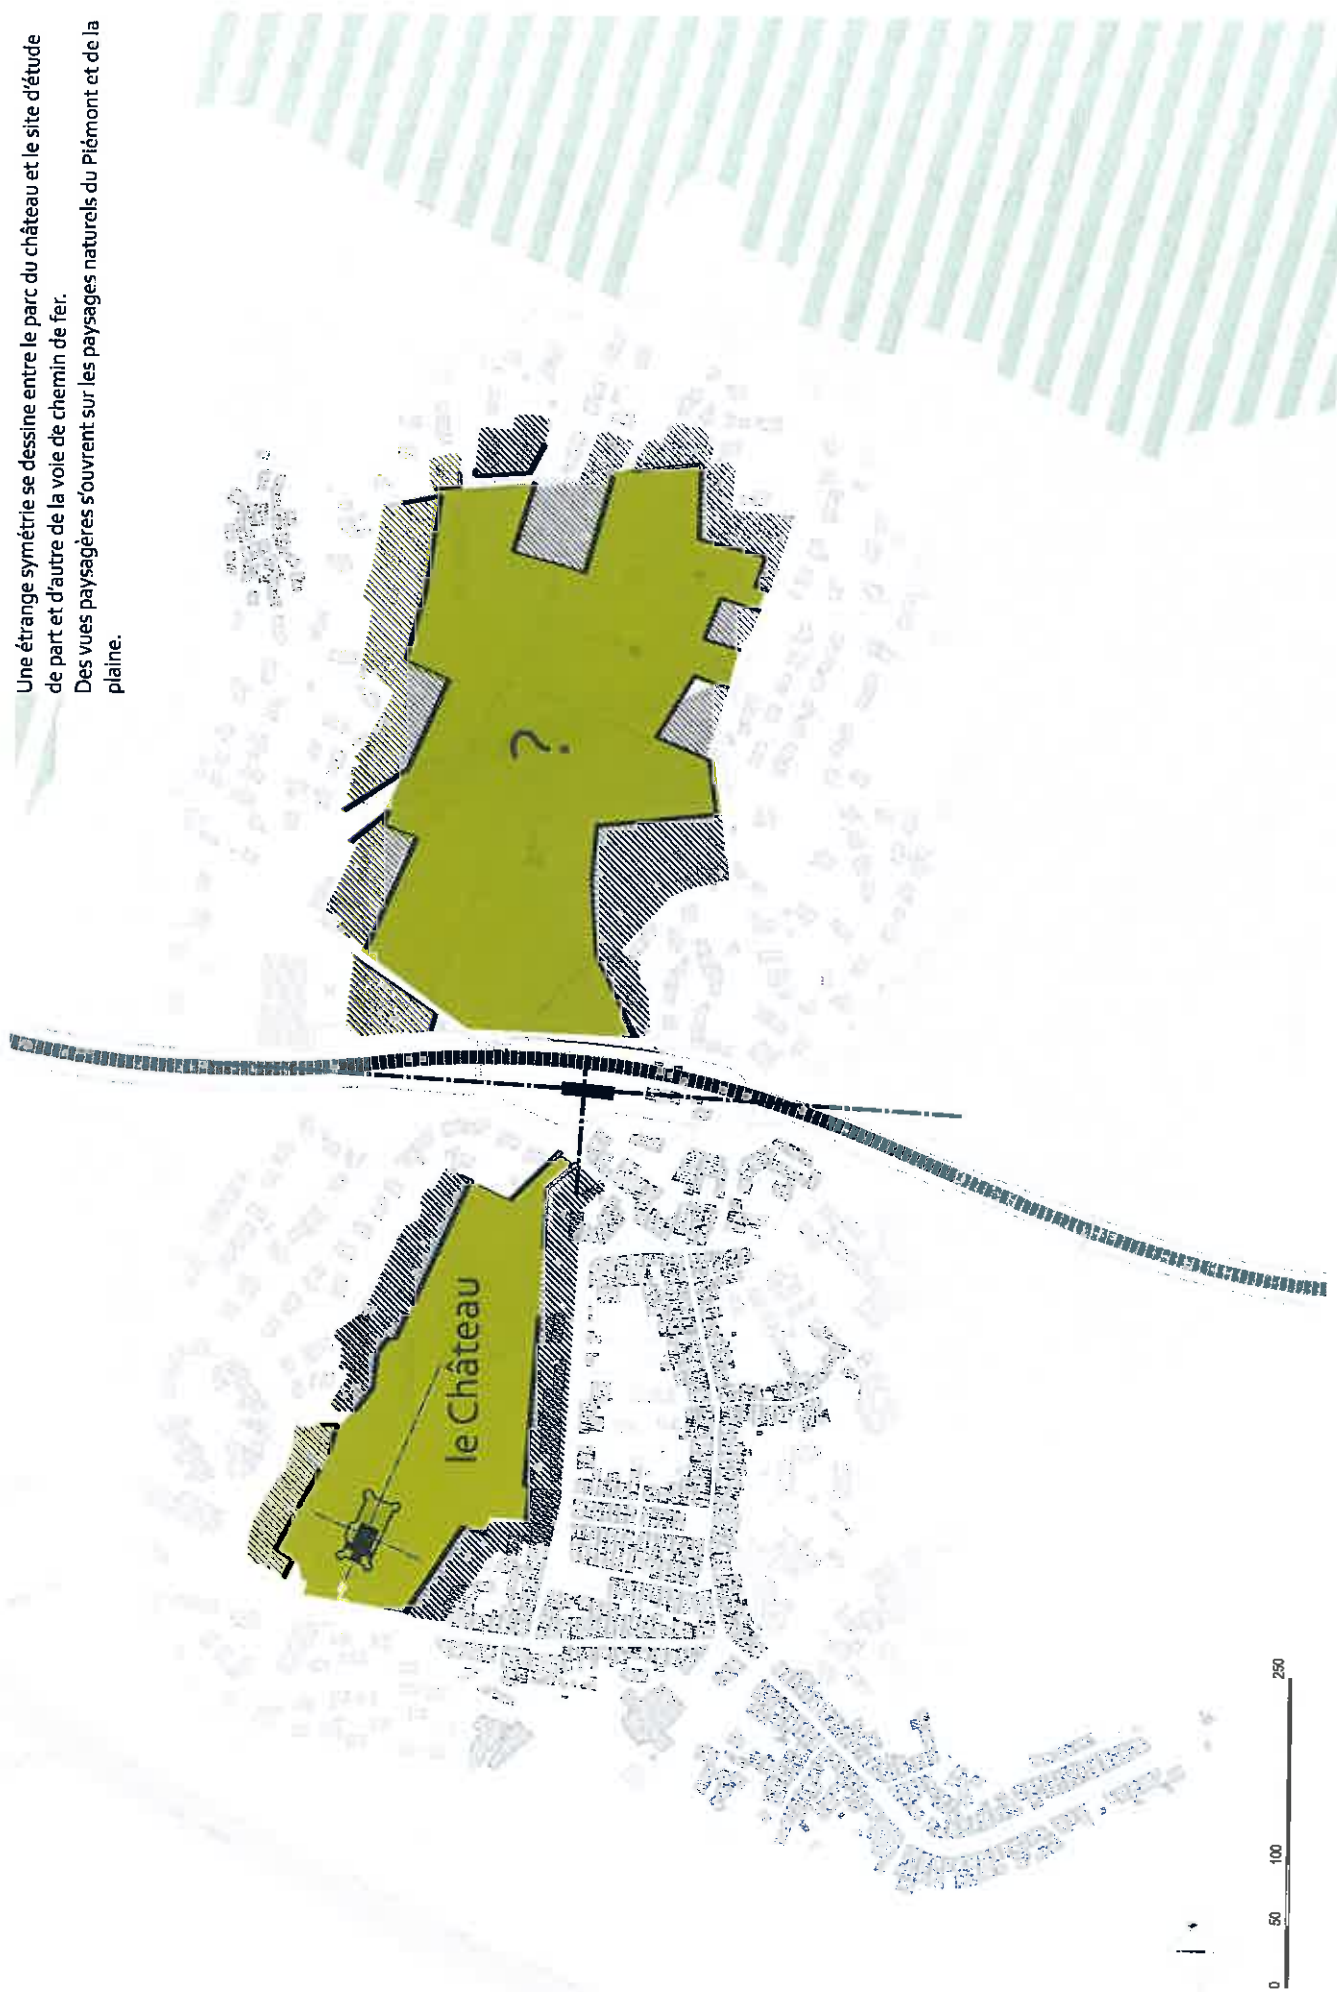 Une étrange symétrie se dessine entre le parc du château et le site d'étude
de part et d'autre de la voie de chemin de fer.
Des vues paysagères s'ouvrent sur les paysages naturels du Piémont et de la
plaine.
?
le Château
0 50 100 250